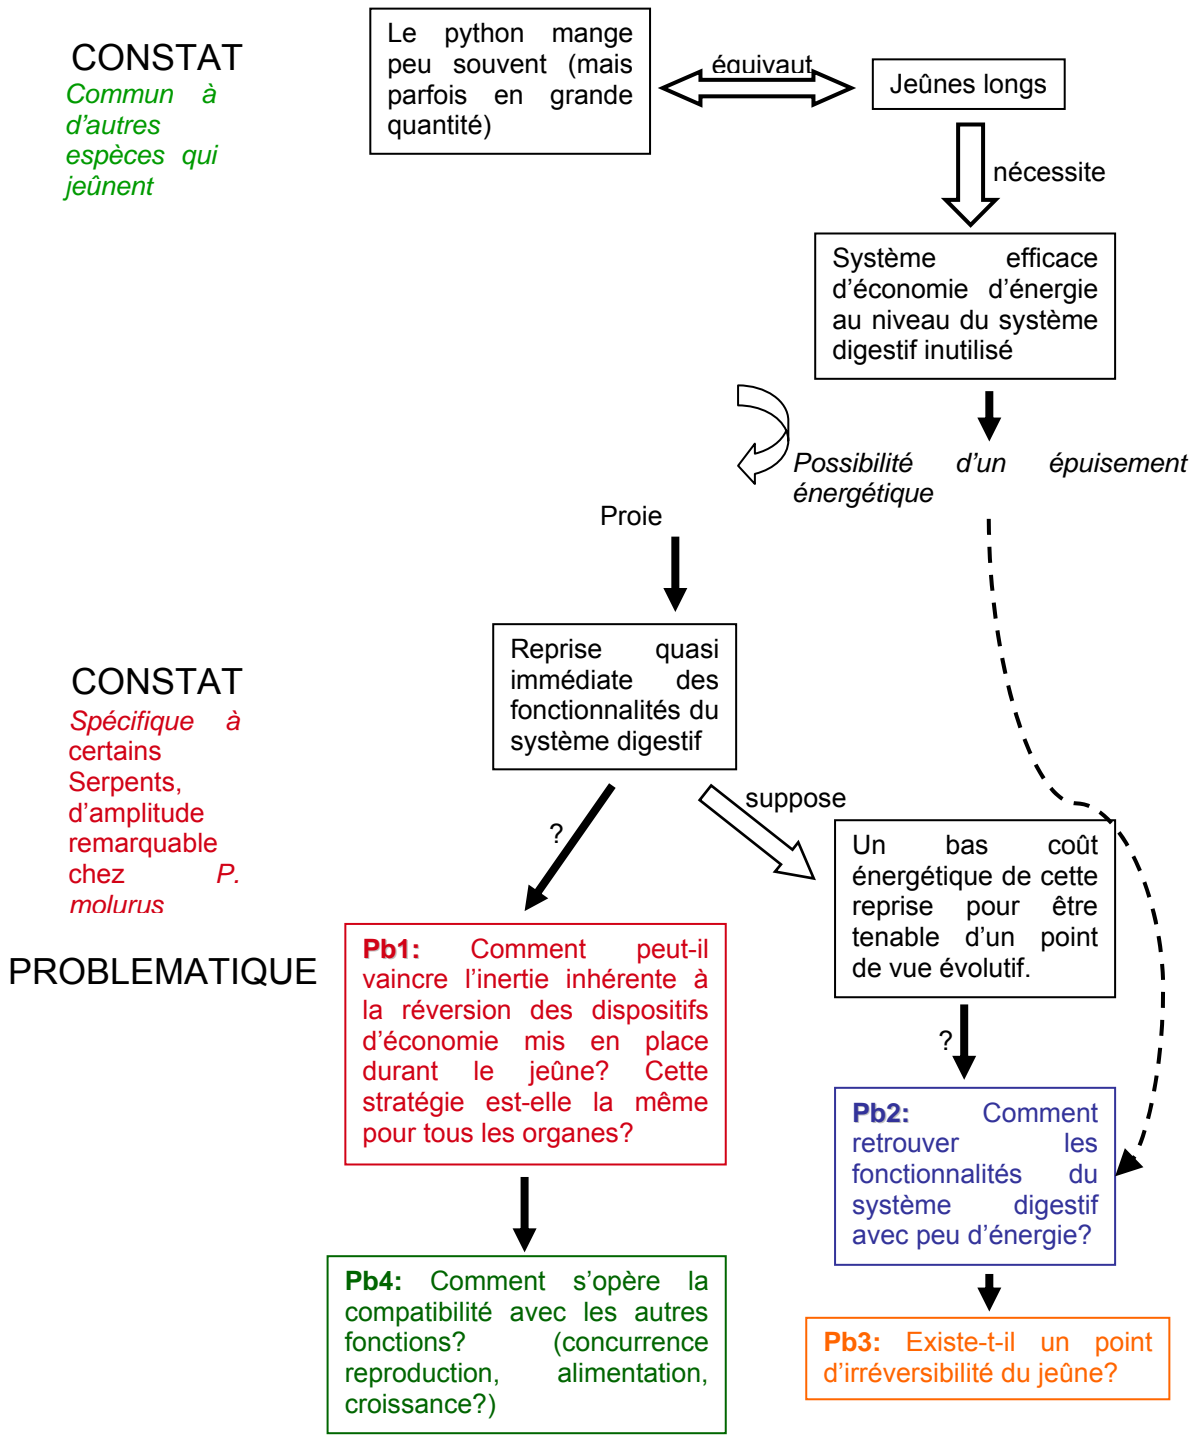 CONSTAT
Commun à
d'autres
espèces qui
jeûnent
Le python mange
peu souvent (mais
parfois en grande
quantité)
équivaut
Jeûnes longs
nécessite
Système efficace
d'économie d'énergie
au niveau du système
digestif inutilisé
Possibilité d'un épuisement
énergétique
Proie
CONSTAT
Spécifique à
certains
Serpents,
d'amplitude
remarquable
chez P.
molurus
Reprise quasi
immédiate des
fonctionnalités du
système digestif
?
suppose
Un bas coût
énergétique de cette
reprise pour être
tenable d'un point
de vue évolutif.
PROBLEMATIQUE
Pb1: Comment peut-il
vaincre l'inertie inhérente à
la réversion des dispositifs
d'économie mis en place
durant le jeûne? Cette
stratégie est-elle la même
pour tous les organes?
?
Pb2: Comment
retrouver les
fonctionnalités du
système digestif
avec peu d'énergie?
Pb4: Comment s'opère la
compatibilité avec les autres
fonctions? (concurrence
reproduction, alimentation,
croissance?)
Pb3: Existe-t-il un point
d'irréversibilité du jeûne?